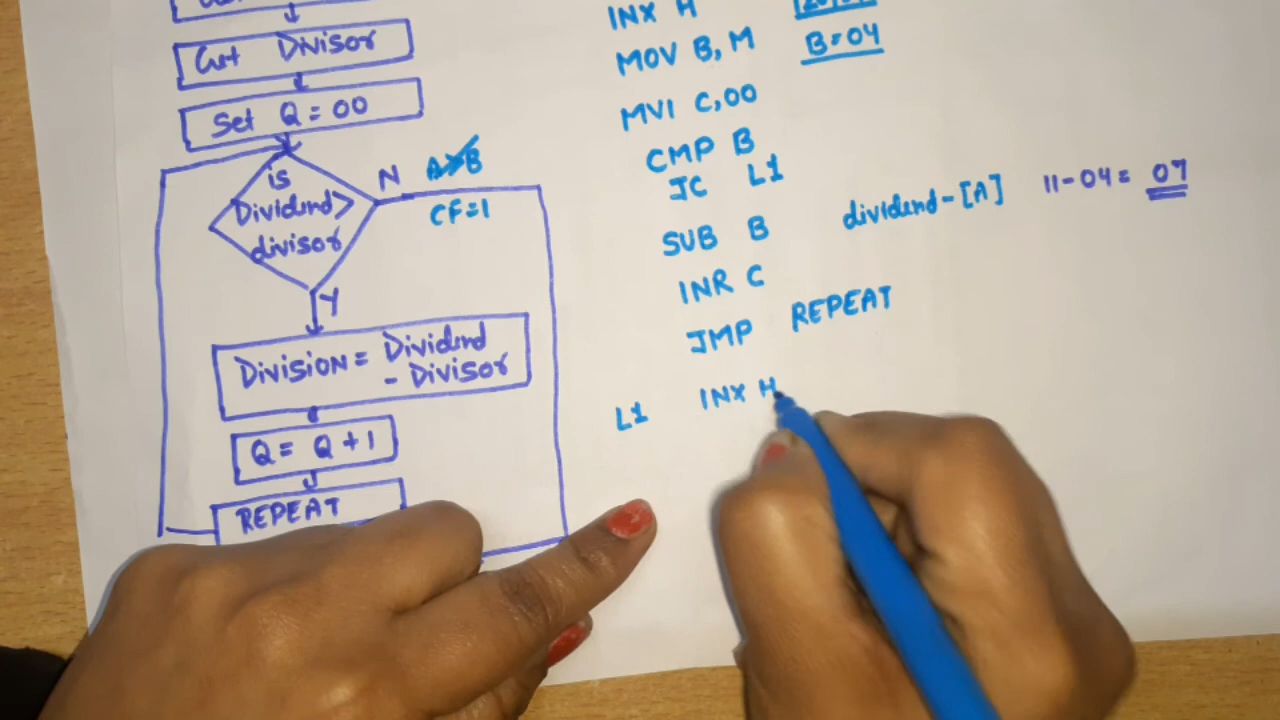 Get Divisor
Set Q = 00
is
Dividend>
divisor
N
A>B
CF=1
Y
Division = Dividend
- Divisor
Q = Q + 1
REPEAT
INX H
MOV B, M
B=04
MVI C,00
CMP B
JC L1
SUB B
dividend-[A] 11-04= 07
INR C
JMP REPEAT
L1 INX H